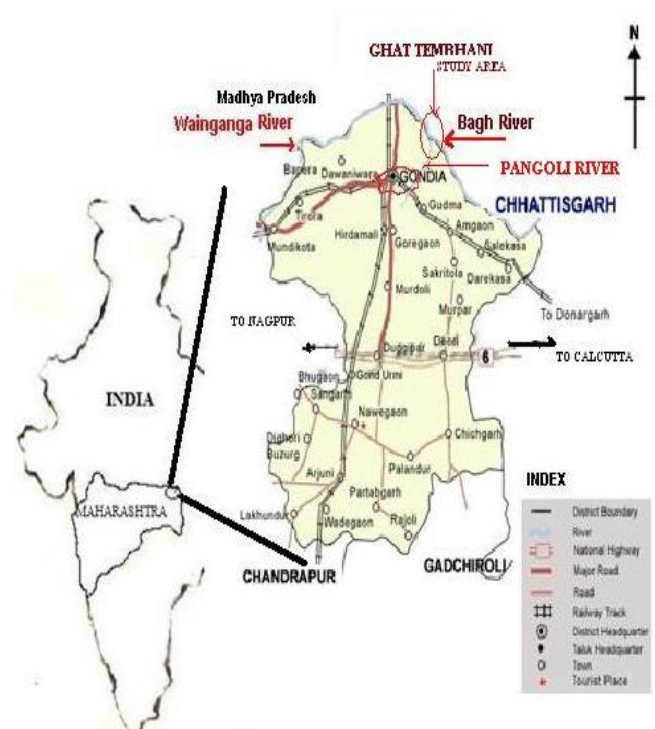 N
GHAT TEMBHANI
STUDY AREA
Madhya Pradesh
Wainganga River
Bagh River
PANGOLI RIVER
Banera
Dawaniwara
GONDIA
CHHATTISGARH
Gudma
Tirora
Amgaon
Mundikota
Hirdamali
Goregaon
Salekasa
Sakritola
Darekasa
Murdoli
Murpar
To Donargarh
TO NAGPUR
Duggipar
Deori
6
TO CALCUTTA
Gond Urmi
Bhugaon
INDIA
Sangarh
Nawegaon
Dighori
Buzurg
Chichgarh
Palandur
Arjuni
INDEX
MAHARASHTRA
Partabgarh
Lakhundur
Wadegaon
Rajoli
CHANDRAPUR
GADCHIROLI
District Boundary
River
National Highway
Major Road
Road
Railway Track
District Headquarter
Taluk Headquarter
Town
Tourist Place